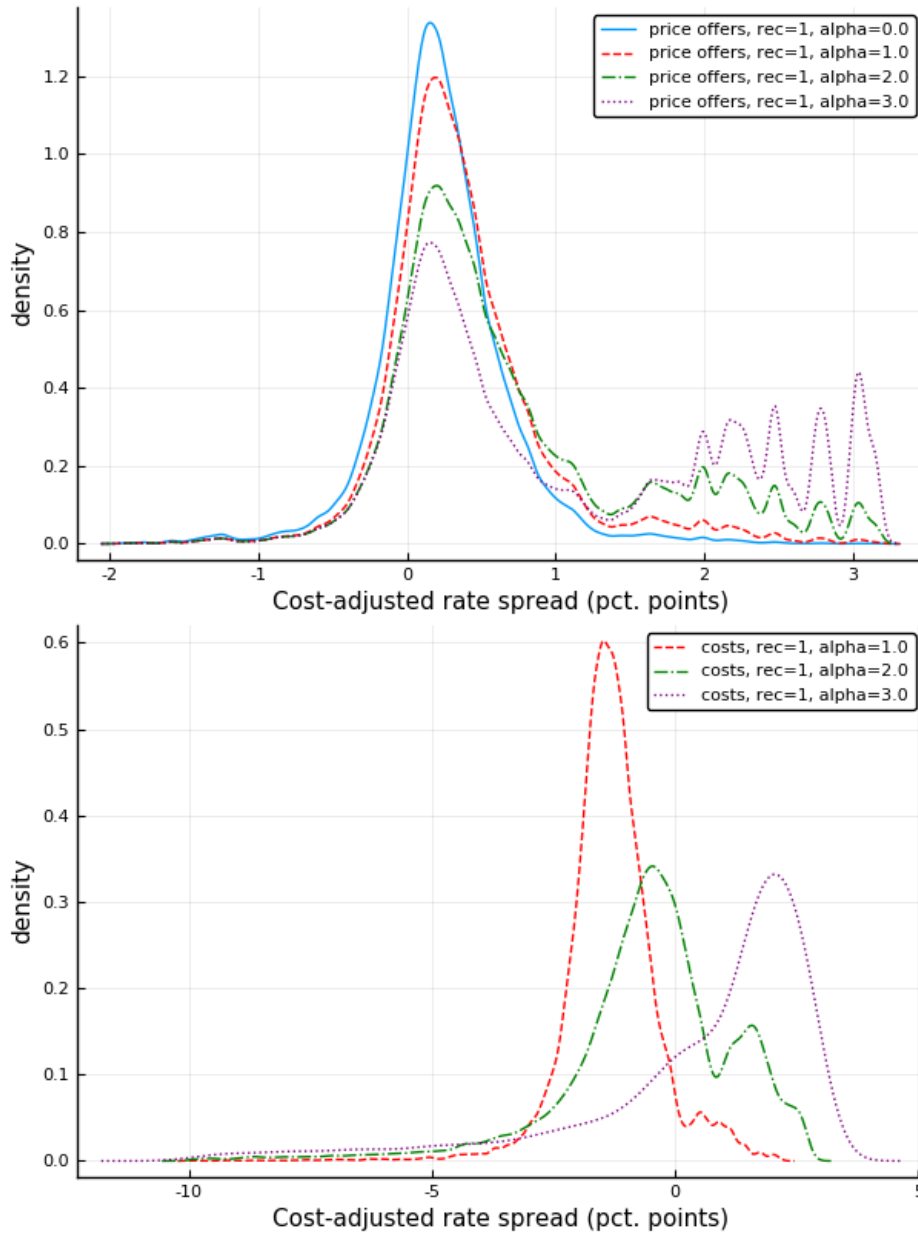 price offers, rec=1, alpha=0.0
price offers, rec=1, alpha=1.0
price offers, rec=1, alpha=2.0
price offers, rec=1, alpha=3.0
1.2
1.0
0.8
0.6
0.4
0.2
0.0
density
-2 -1 0 1 2 3
Cost-adjusted rate spread (pct. points)
costs, rec=1, alpha=1.0
costs, rec=1, alpha=2.0
costs, rec=1, alpha=3.0
0.6
0.5
0.4
0.3
0.2
0.1
0.0
density
-10 -5 0 5
Cost-adjusted rate spread (pct. points)